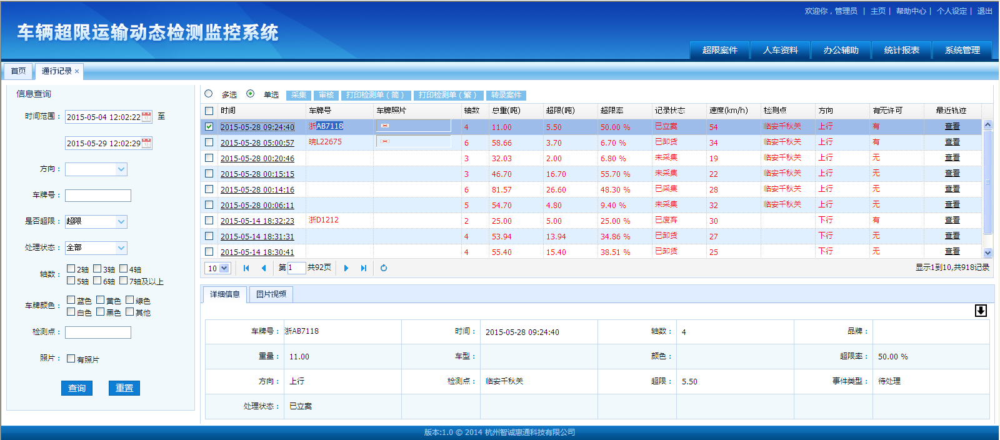 欢迎你，管理员 | 主页 | 帮助中心 | 个人设定 | 退出
车辆超限运输动态检测监控系统
超限案件 人车资料 办公辅助 统计报表 系统管理
首页 通行记录 ×
信息查询
时间范围： 2015-05-04 12:02:22 至
2015-05-29 12:02:29
方向：
车牌号：
是否超限： 超限
处理状态： 全部
轴数： 2轴 3轴 4轴
5轴 6轴 7轴及以上
车牌颜色： 蓝色 黄色 绿色
白色 黑色 其他
检测点：
照片： 有照片
查询 重置
多选 单选 采集 审核 打印检测单（简） 打印检测单（繁） 转录案件
时间 车牌号 车牌照片 轴数 总重(吨) 超限(吨) 超限率 记录状态 速度(km/h) 检测点 方向 有无许可 最近轨迹
2015-05-28 09:24:40 浙AB7118 4 11.00 5.50 50.00 % 已立案 54 临安千秋关 上行 有 查看
2015-05-28 05:00:57 皖L22675 6 58.66 3.70 6.70 % 已卸货 34 临安千秋关 上行 有 查看
2015-05-28 00:20:46 3 32.03 2.00 6.80 % 未采集 19 临安千秋关 上行 无 查看
2015-05-28 00:15:15 3 46.70 16.70 55.70 % 未采集 22 临安千秋关 上行 无 查看
2015-05-28 00:14:16 6 81.57 26.60 48.30 % 已采集 28 临安千秋关 上行 无 查看
2015-05-28 00:06:11 5 54.70 4.80 9.40 % 未采集 32 临安千秋关 上行 无 查看
2015-05-14 18:32:23 浙D1212 2 25.00 5.00 25.00 % 已废弃 30 下行 有 查看
2015-05-14 18:31:31 4 53.94 13.94 34.86 % 已卸货 27 下行 无 查看
2015-05-14 18:30:41 4 55.40 15.40 38.51 % 已卸货 25 下行 无 查看
10 第 1 共92页 显示1到10,共918记录
详细信息 图片视频
车牌号： 浙AB7118 时间： 2015-05-28 09:24:40 轴数： 4 品牌：
重量： 11.00 车型： 颜色： 超限率： 50.00 %
方向： 上行 检测点： 临安千秋关 超限： 5.50 事件类型： 待处理
处理状态： 已立案
版本:1.0 © 2014 杭州智诚惠通科技有限公司